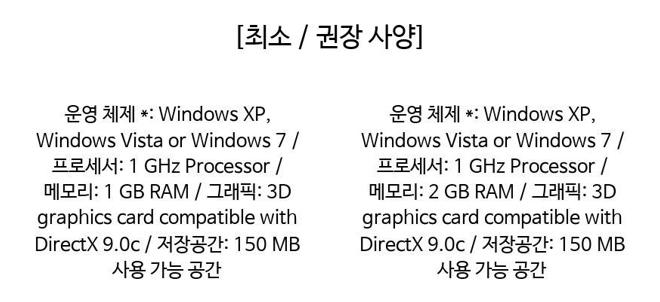 [최소 / 권장 사양]
운영 체제 *: Windows XP,
Windows Vista or Windows 7 /
프로세서: 1 GHz Processor /
메모리: 1 GB RAM / 그래픽: 3D
graphics card compatible with
DirectX 9.0c / 저장공간: 150 MB
사용 가능 공간
운영 체제 *: Windows XP,
Windows Vista or Windows 7 /
프로세서: 1 GHz Processor /
메모리: 2 GB RAM / 그래픽: 3D
graphics card compatible with
DirectX 9.0c / 저장공간: 150 MB
사용 가능 공간